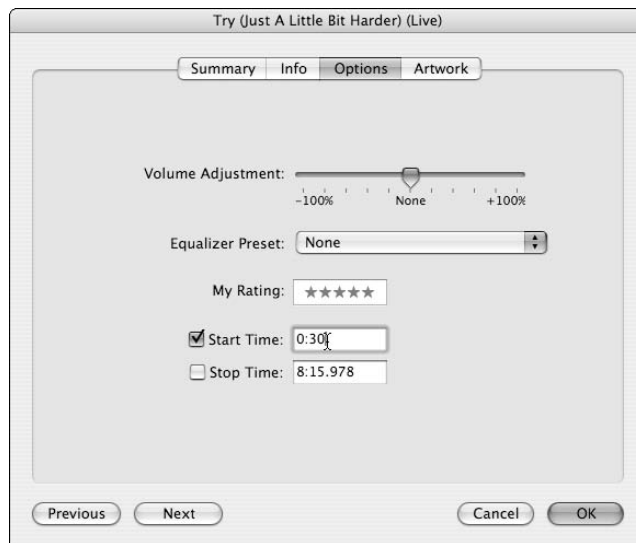 Try (Just A Little Bit Harder) (Live)
Summary Info Options Artwork
Volume Adjustment:
-100% None +100%
Equalizer Preset: None
My Rating: ★★★★★
Start Time: 0:30
Stop Time: 8:15.978
Previous Next Cancel OK